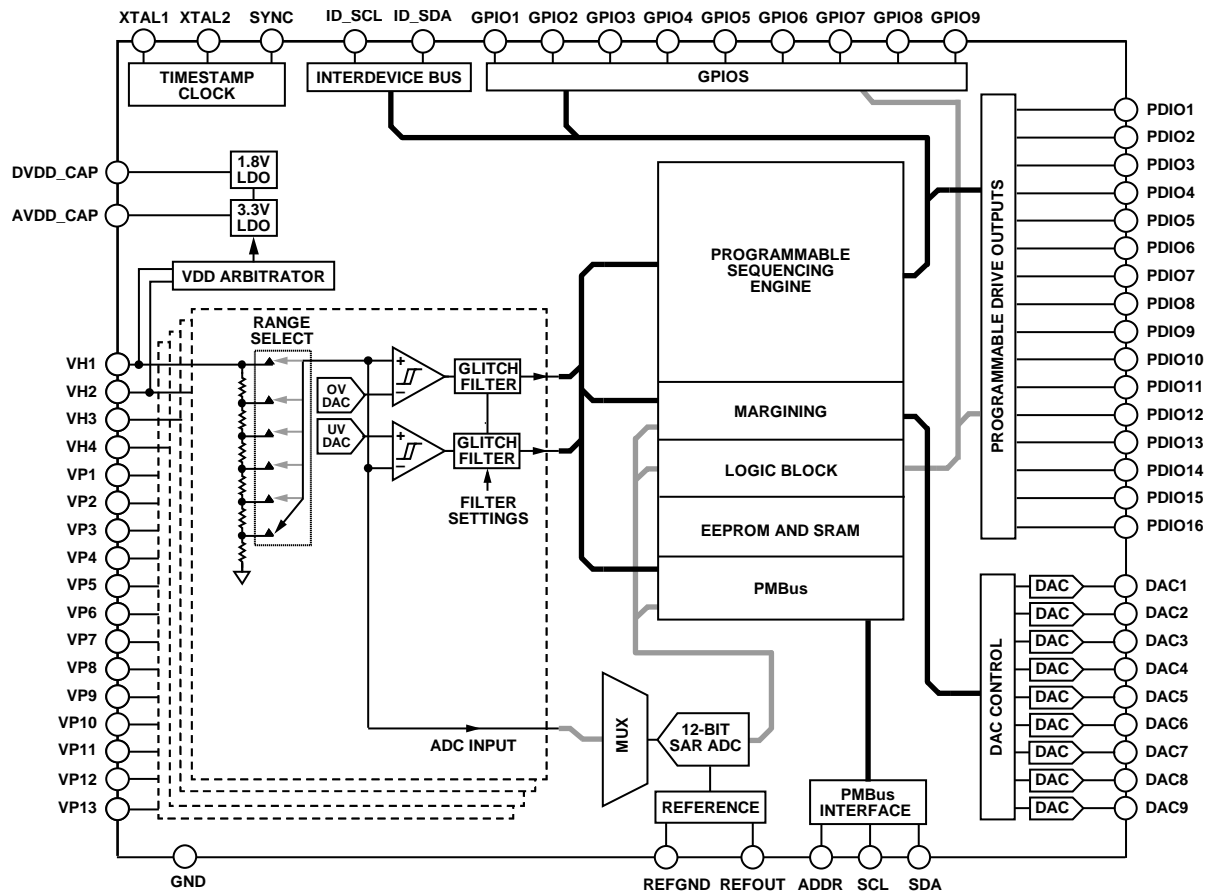 XTAL1 XTAL2 SYNC ID_SCL ID_SDA GPIO1 GPIO2 GPIO3 GPIO4 GPIO5 GPIO6 GPIO7 GPIO8 GPIO9
TIMESTAMP
CLOCK
INTERDEVICE BUS
GPIOS
DVDD_CAP
AVDD_CAP
1.8V
LDO
3.3V
LDO
VDD ARBITRATOR
VH1
VH2
VH3
VH4
VP1
VP2
VP3
VP4
VP5
VP6
VP7
VP8
VP9
VP10
VP11
VP12
VP13
RANGE
SELECT
OV
DAC
UV
DAC
+
−
+
−
GLITCH
FILTER
GLITCH
FILTER
FILTER
SETTINGS
ADC INPUT
PROGRAMMABLE
SEQUENCING
ENGINE
MARGINING
LOGIC BLOCK
EEPROM AND SRAM
PMBus
MUX
12-BIT
SAR ADC
REFERENCE
PMBus
INTERFACE
PROGRAMMABLE DRIVE OUTPUTS
PDIO1
PDIO2
PDIO3
PDIO4
PDIO5
PDIO6
PDIO7
PDIO8
PDIO9
PDIO10
PDIO11
PDIO12
PDIO13
PDIO14
PDIO15
PDIO16
DAC CONTROL
DAC DAC1
DAC DAC2
DAC DAC3
DAC DAC4
DAC DAC5
DAC DAC6
DAC DAC7
DAC DAC8
DAC DAC9
GND REFGND REFOUT ADDR SCL SDA